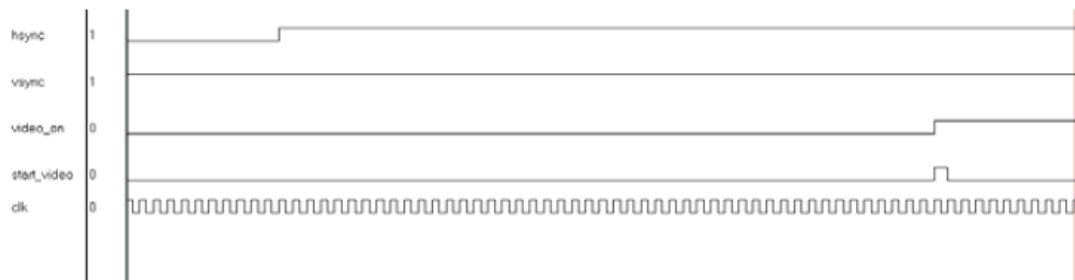 hsync 1
vsync 1
video_on 0
start_video 0
clk 0